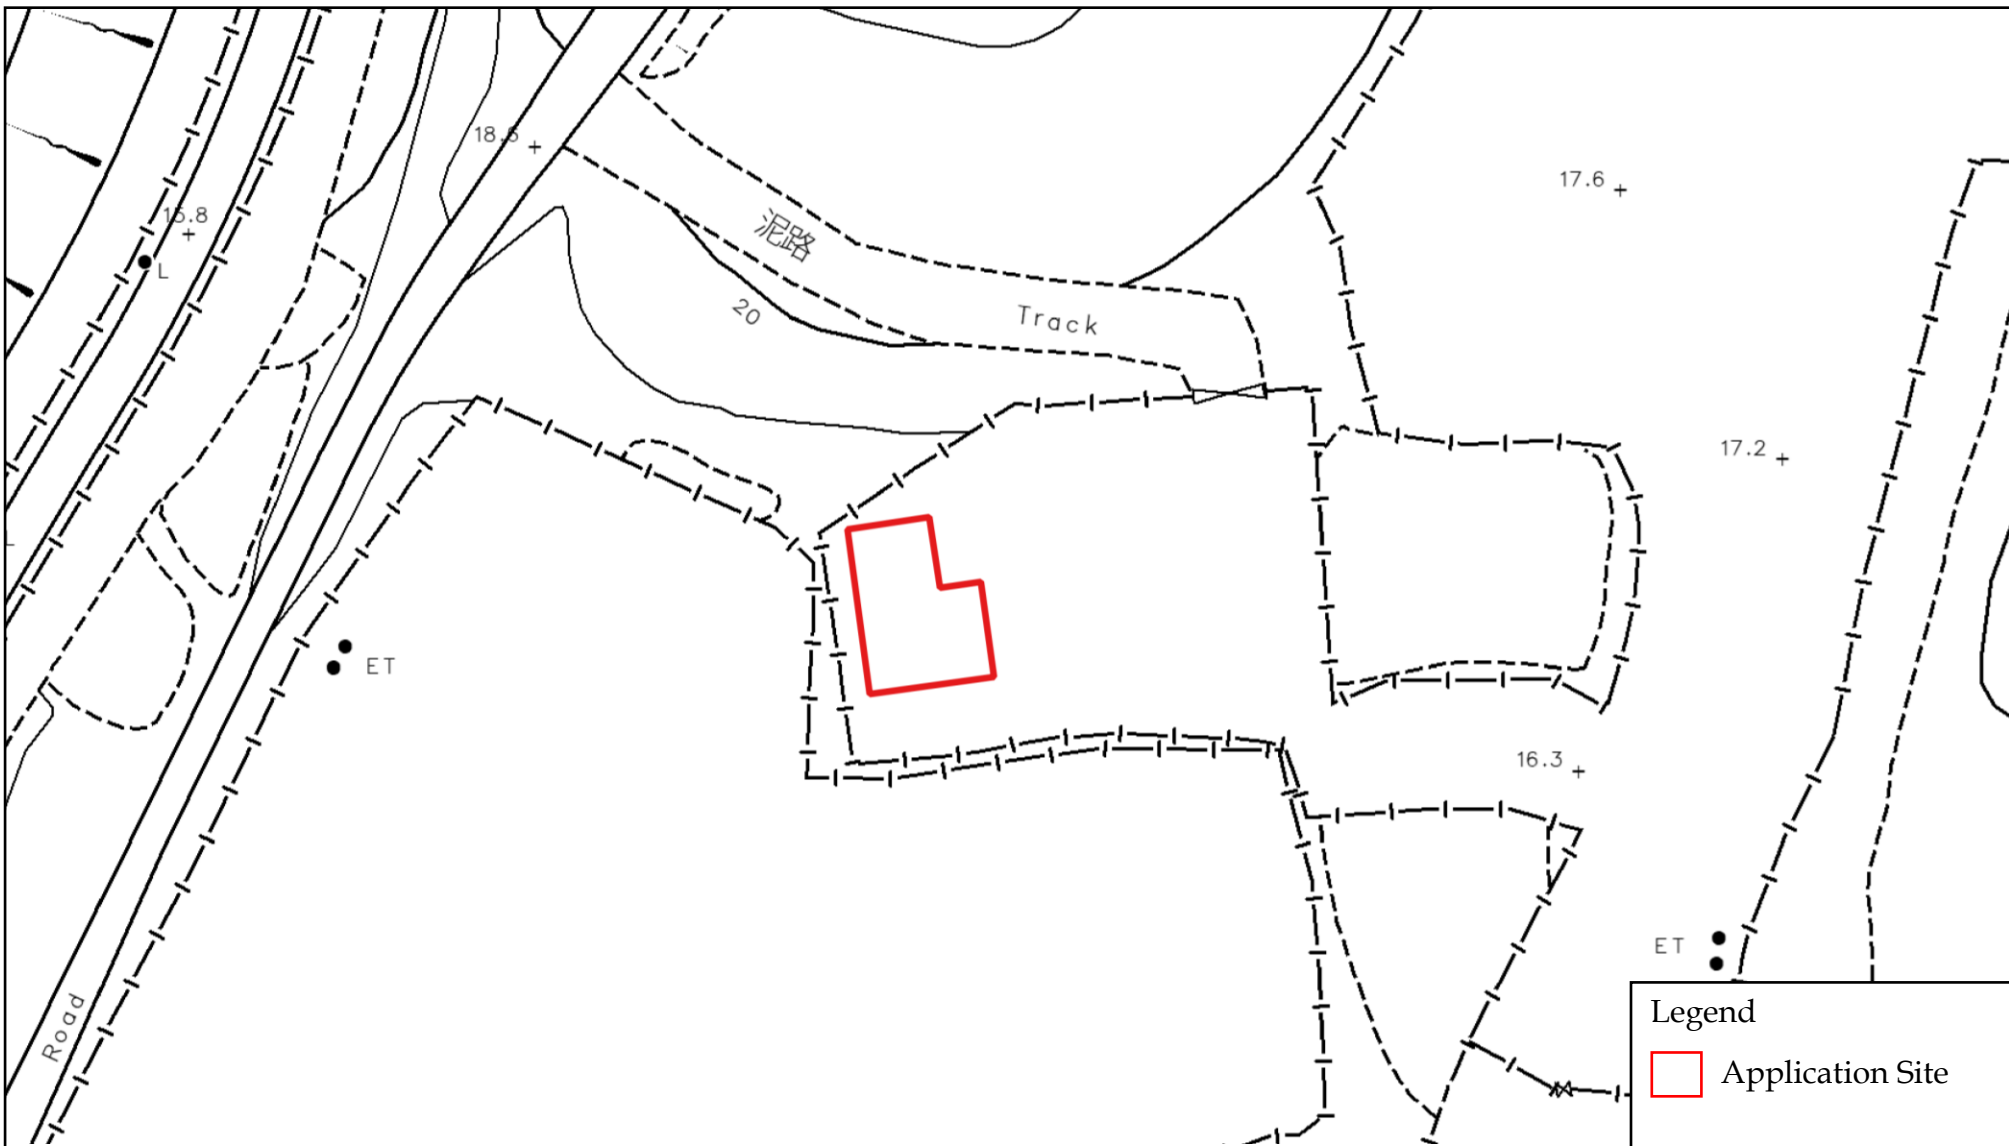 18.6
17.6
15.8
L
泥路
20
Track
17.2
ET
16.3
ET
Road
Legend
Application Site